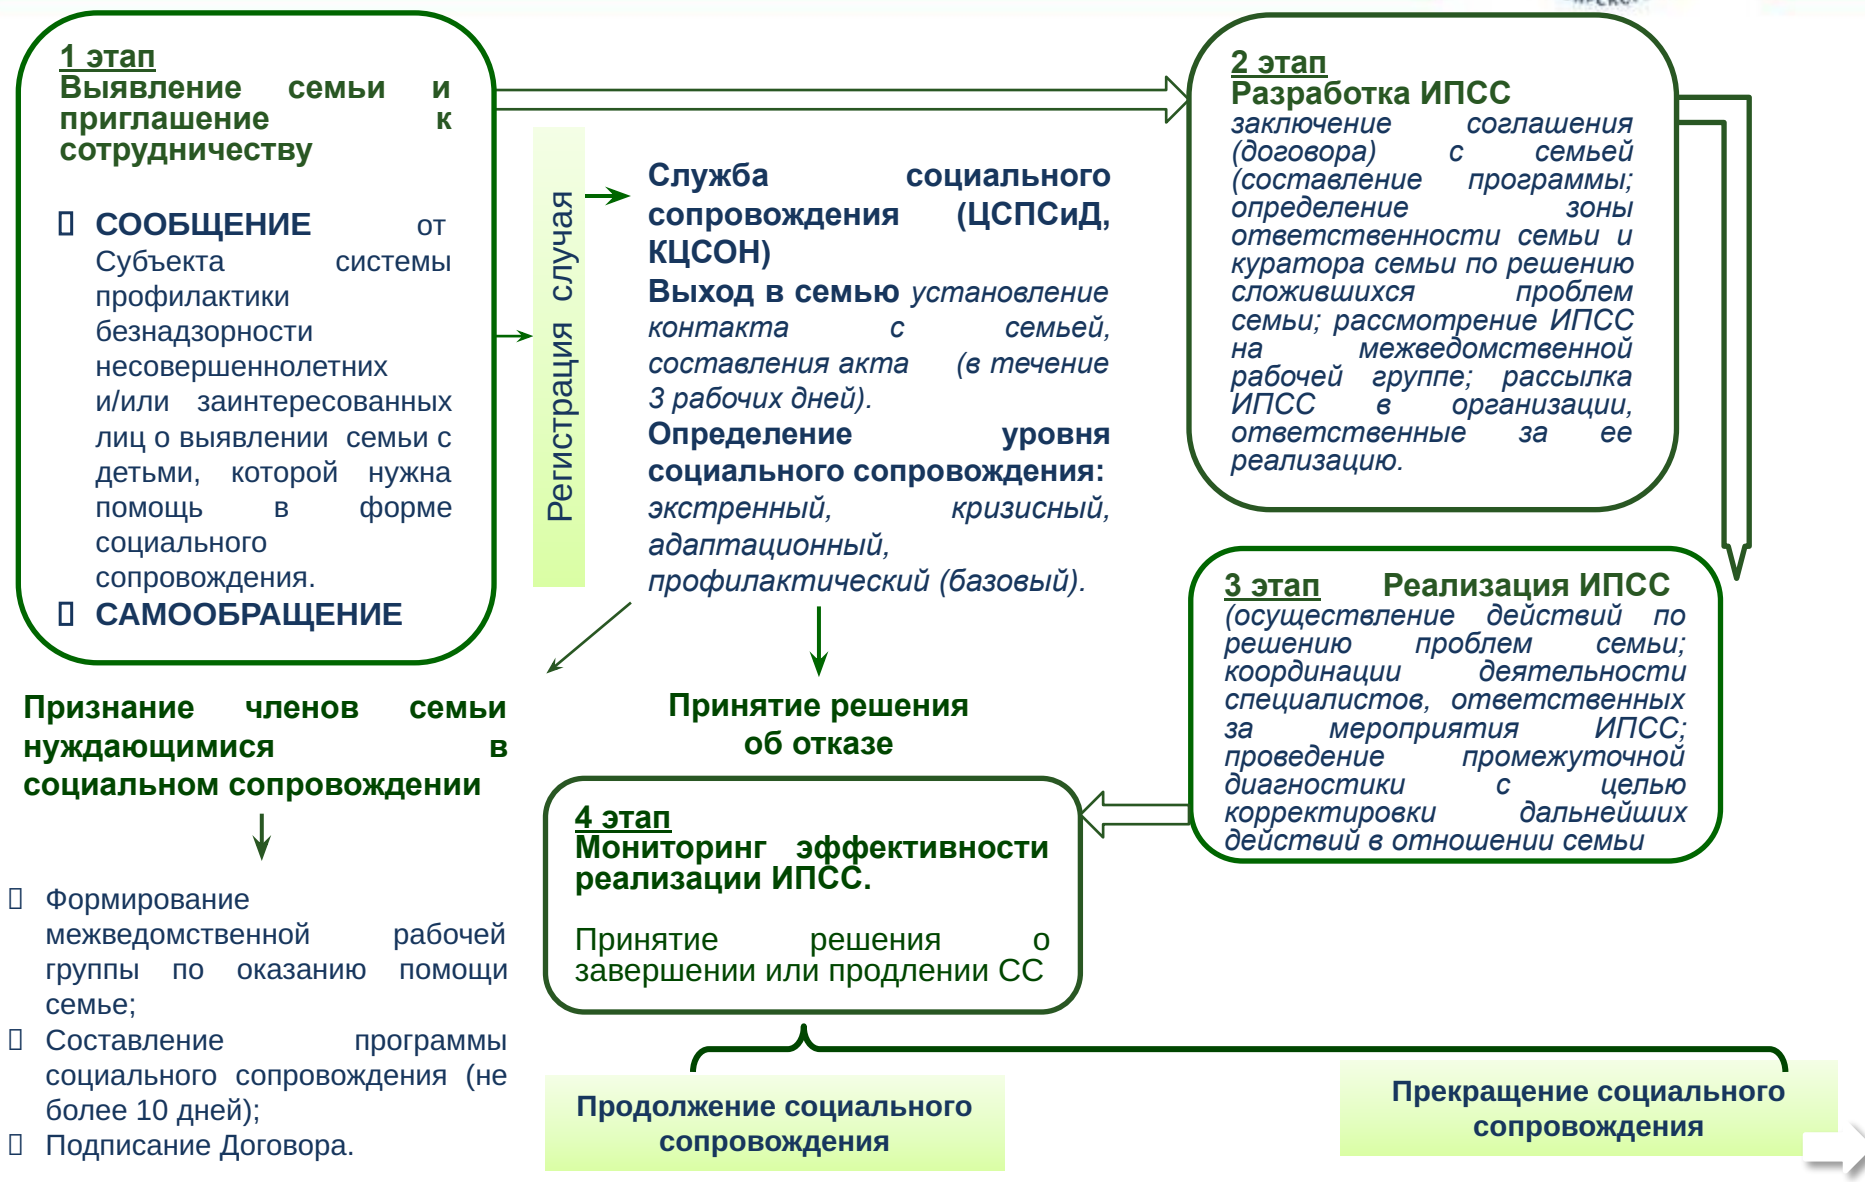 1 этап
Выявление семьи и
приглашение к
сотрудничеству
СООБЩЕНИЕ от
Субъекта системы
профилактики
безнадзорности
несовершеннолетних
и/или заинтересованных
лиц о выявлении семьи с
детьми, которой нужна
помощь в форме
социального
сопровождения.
САМООБРАЩЕНИЕ
Регистрация случая
Служба социального
сопровождения (ЦСПСиД,
КЦСОН)
Выход в семью установление
контакта с семьей,
составления акта (в течение
3 рабочих дней).
Определение уровня
социального сопровождения:
экстренный, кризисный,
адаптационный,
профилактический (базовый).
2 этап
Разработка ИПСС
заключение соглашения
(договора) с семьей
(составление программы;
определение зоны
ответственности семьи и
куратора семьи по решению
сложившихся проблем
семьи; рассмотрение ИПСС
на межведомственной
рабочей группе; рассылка
ИПСС в организации,
ответственные за ее
реализацию.
3 этап Реализация ИПСС
(осуществление действий по
решению проблем семьи;
координации деятельности
специалистов, ответственных
за мероприятия ИПСС;
проведение промежуточной
диагностики с целью
корректировки дальнейших
действий в отношении семьи
Признание членов семьи
нуждающимися в
социальном сопровождении
Формирование
межведомственной рабочей
группы по оказанию помощи
семье;
Составление программы
социального сопровождения (не
более 10 дней);
Подписание Договора.
Принятие решения
об отказе
4 этап
Мониторинг эффективности
реализации ИПСС.
Принятие решения о
завершении или продлении СС
Продолжение социального
сопровождения
Прекращение социального
сопровождения